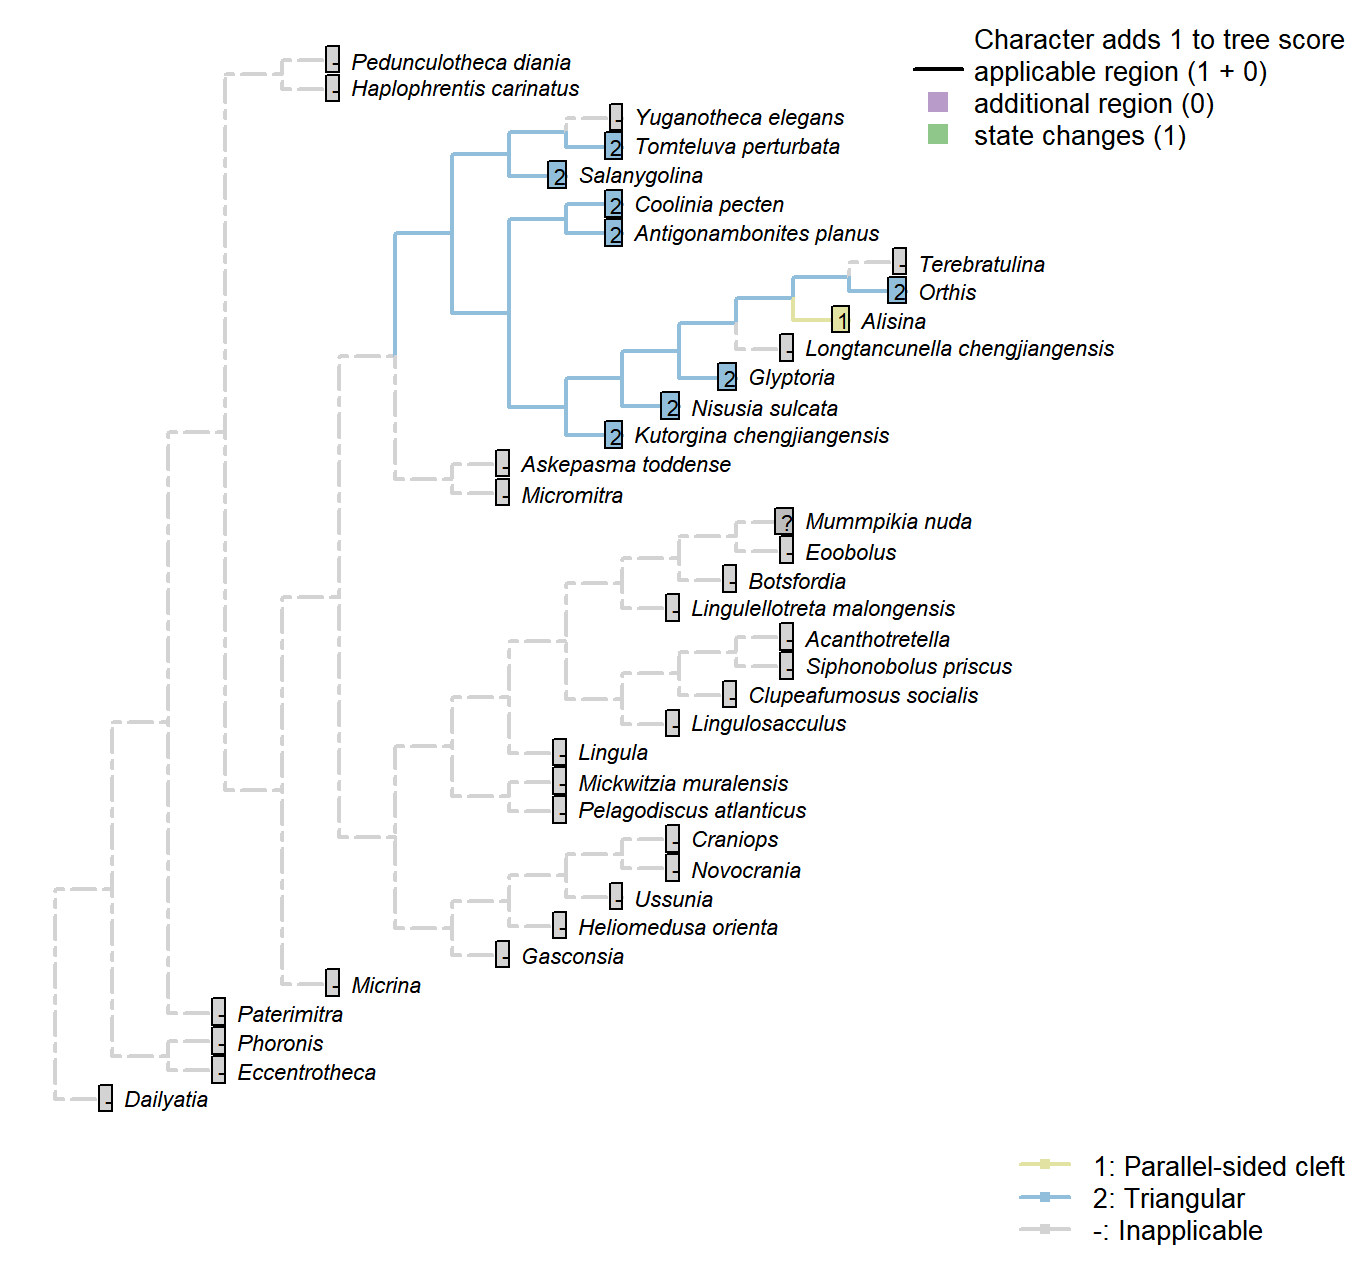 Character adds 1 to tree score
applicable region (1 + 0)
additional region (0)
state changes (1)
- Pedunculotheca diania
- Haplophrentis carinatus
- Yuganotheca elegans
2 Tomteluva perturbata
2 Salanygolina
2 Coolinia pecten
2 Antigonambonites planus
- Terebratulina
2 Orthis
1 Alisina
- Longtancunella chengjiangensis
2 Glyptoria
2 Nisusia sulcata
2 Kutorgina chengjiangensis
- Askepasma toddense
- Micromitra
? Mummpikia nuda
- Eoobolus
- Botsfordia
- Lingulellotreta malongensis
- Acanthotretella
- Siphonobolus priscus
- Clupeafumosus socialis
- Lingulosacculus
- Lingula
- Mickwitzia muralensis
- Pelagodiscus atlanticus
- Craniops
- Novocrania
- Ussunia
- Heliomedusa orienta
- Gasconsia
- Micrina
- Paterimitra
- Phoronis
- Eccentrotheca
- Dailyatia
1: Parallel-sided cleft
2: Triangular
-: Inapplicable